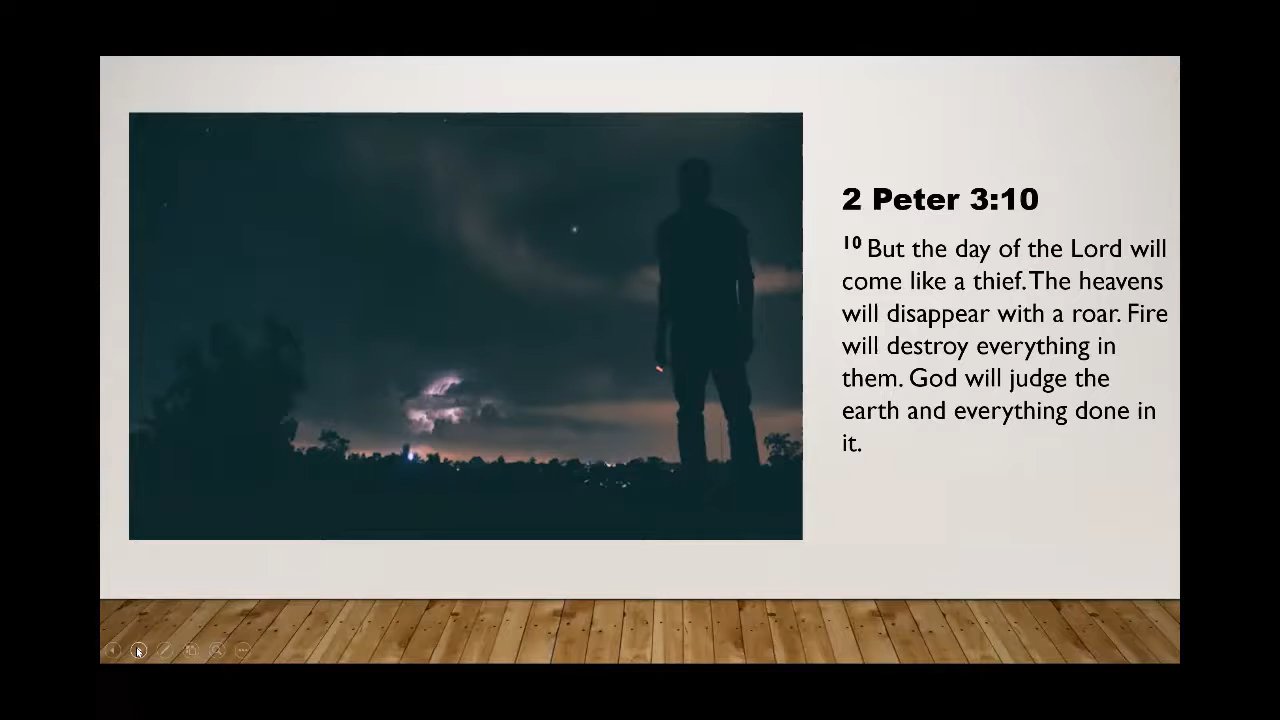 2 Peter 3:10
10 But the day of the Lord will
come like a thief. The heavens
will disappear with a roar. Fire
will destroy everything in
them. God will judge the
earth and everything done in
it.